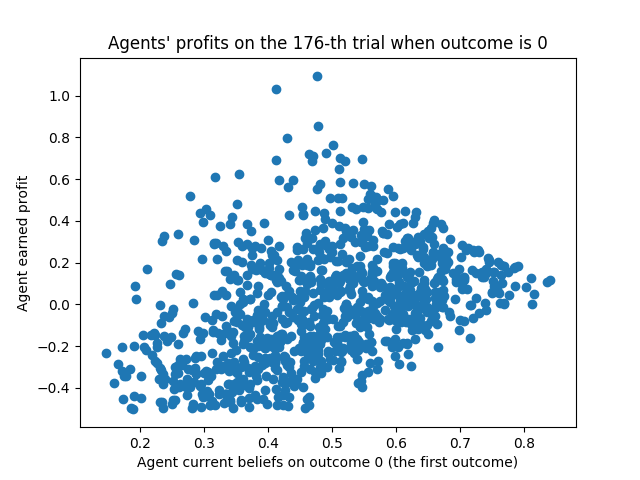 Agents' profits on the 176-th trial when outcome is 0
1.0
0.8
0.6
0.4
0.2
0.0
−0.2
−0.4
Agent earned profit
0.2 0.3 0.4 0.5 0.6 0.7 0.8
Agent current beliefs on outcome 0 (the first outcome)